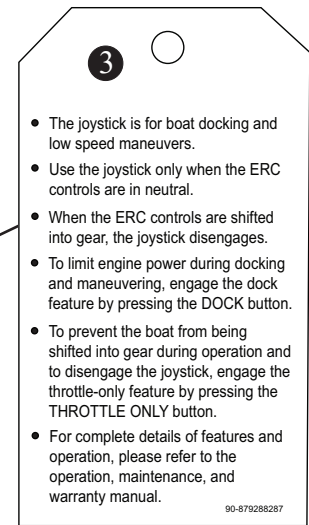 3
• The joystick is for boat docking and
low speed maneuvers.
• Use the joystick only when the ERC
controls are in neutral.
• When the ERC controls are shifted
into gear, the joystick disengages.
• To limit engine power during docking
and maneuvering, engage the dock
feature by pressing the DOCK button.
• To prevent the boat from being
shifted into gear during operation and
to disengage the joystick, engage the
throttle-only feature by pressing the
THROTTLE ONLY button.
• For complete details of features and
operation, please refer to the
operation, maintenance, and
warranty manual.
90-879288287